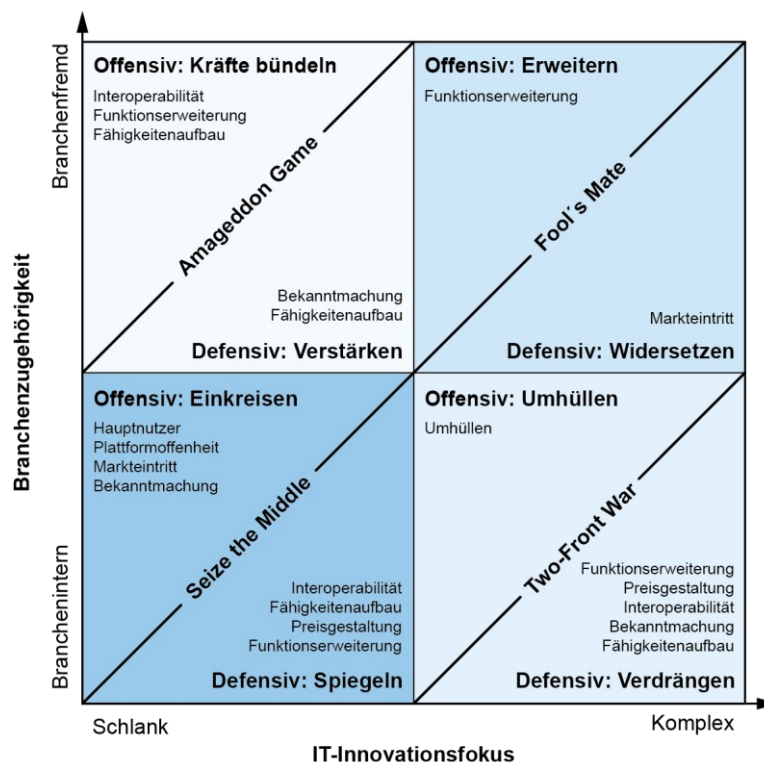 Branchenzugehörigkeit
Branchenfremd
Branchenintern
Offensiv: Kräfte bündeln
Interoperabilität
Funktionserweiterung
Fähigkeitenaufbau
Amageddon Game
Bekanntmachung
Fähigkeitenaufbau
Defensiv: Verstärken
Offensiv: Erweitern
Funktionserweiterung
Fool´s Mate
Markteintritt
Defensiv: Widersetzen
Offensiv: Einkreisen
Hauptnutzer
Plattformoffenheit
Markteintritt
Bekanntmachung
Seize the Middle
Interoperabilität
Fähigkeitenaufbau
Preisgestaltung
Funktionserweiterung
Defensiv: Spiegeln
Offensiv: Umhüllen
Umhüllen
Two-Front War
Funktionserweiterung
Preisgestaltung
Interoperabilität
Bekanntmachung
Fähigkeitenaufbau
Defensiv: Verdrängen
Schlank
Komplex
IT-Innovationsfokus